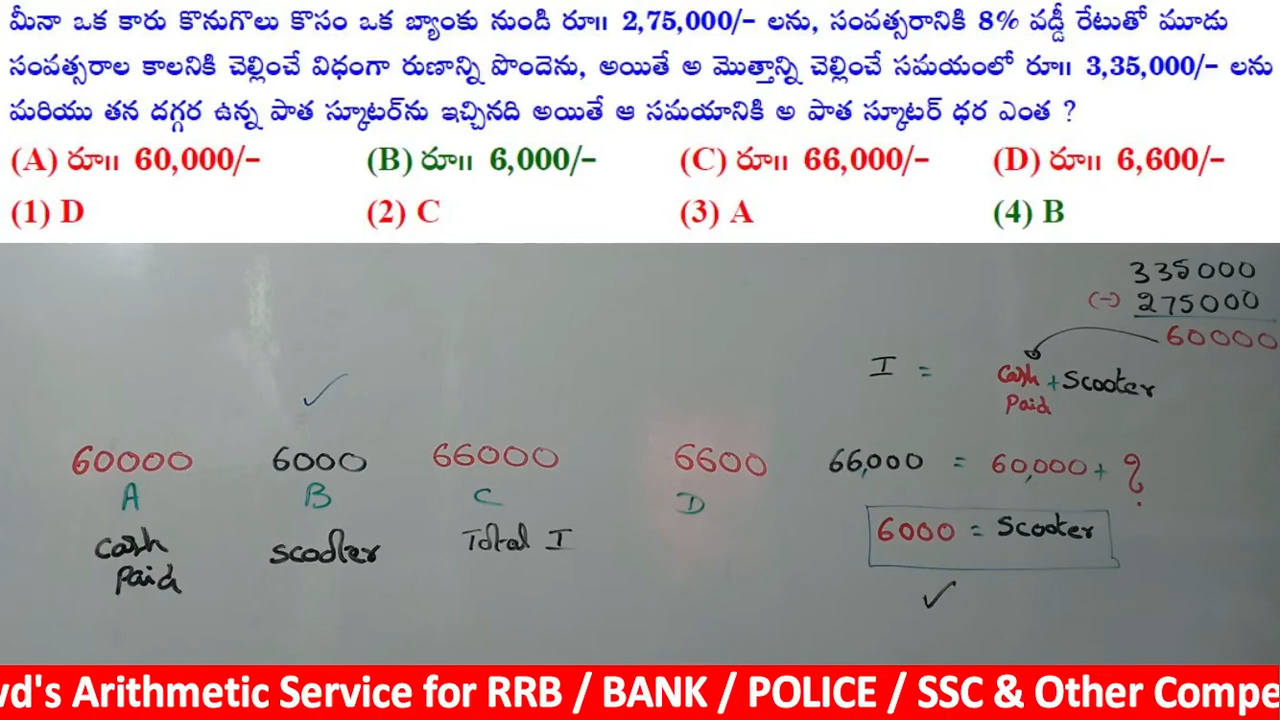 మీనా ఒక కారు కొనుగొలు కొసం ఒక బ్యాంకు నుండి రూ॥ 2,75,000/- లను, సంవత్సరానికి 8% వడ్డీ రేటుతో మూడు
సంవత్సరాల కాలనికి చెల్లించే విధంగా రుణాన్ని పొందెను, అయితే అ మొత్తాన్ని చెల్లించే సమయంలో రూ॥ 3,35,000/- లను
మరియు తన దగ్గర ఉన్న పాత స్కూటర్‌ను ఇచ్చినది అయితే ఆ సమయానికి అ పాత స్కూటర్ ధర ఎంత ?
(A) రూ॥ 60,000/- (B) రూ॥ 6,000/- (C) రూ॥ 66,000/- (D) రూ॥ 6,600/-
(1) D (2) C (3) A (4) B
335000
(-) 275000
60000
I = Cash Paid + Scooter
60000 6000 66000 6600 66,000 = 60,000 + ?
A B C D
6000 = Scooter
Cash Paid Scooter Total I
vd's Arithmetic Service for RRB / BANK / POLICE / SSC & Other Compe